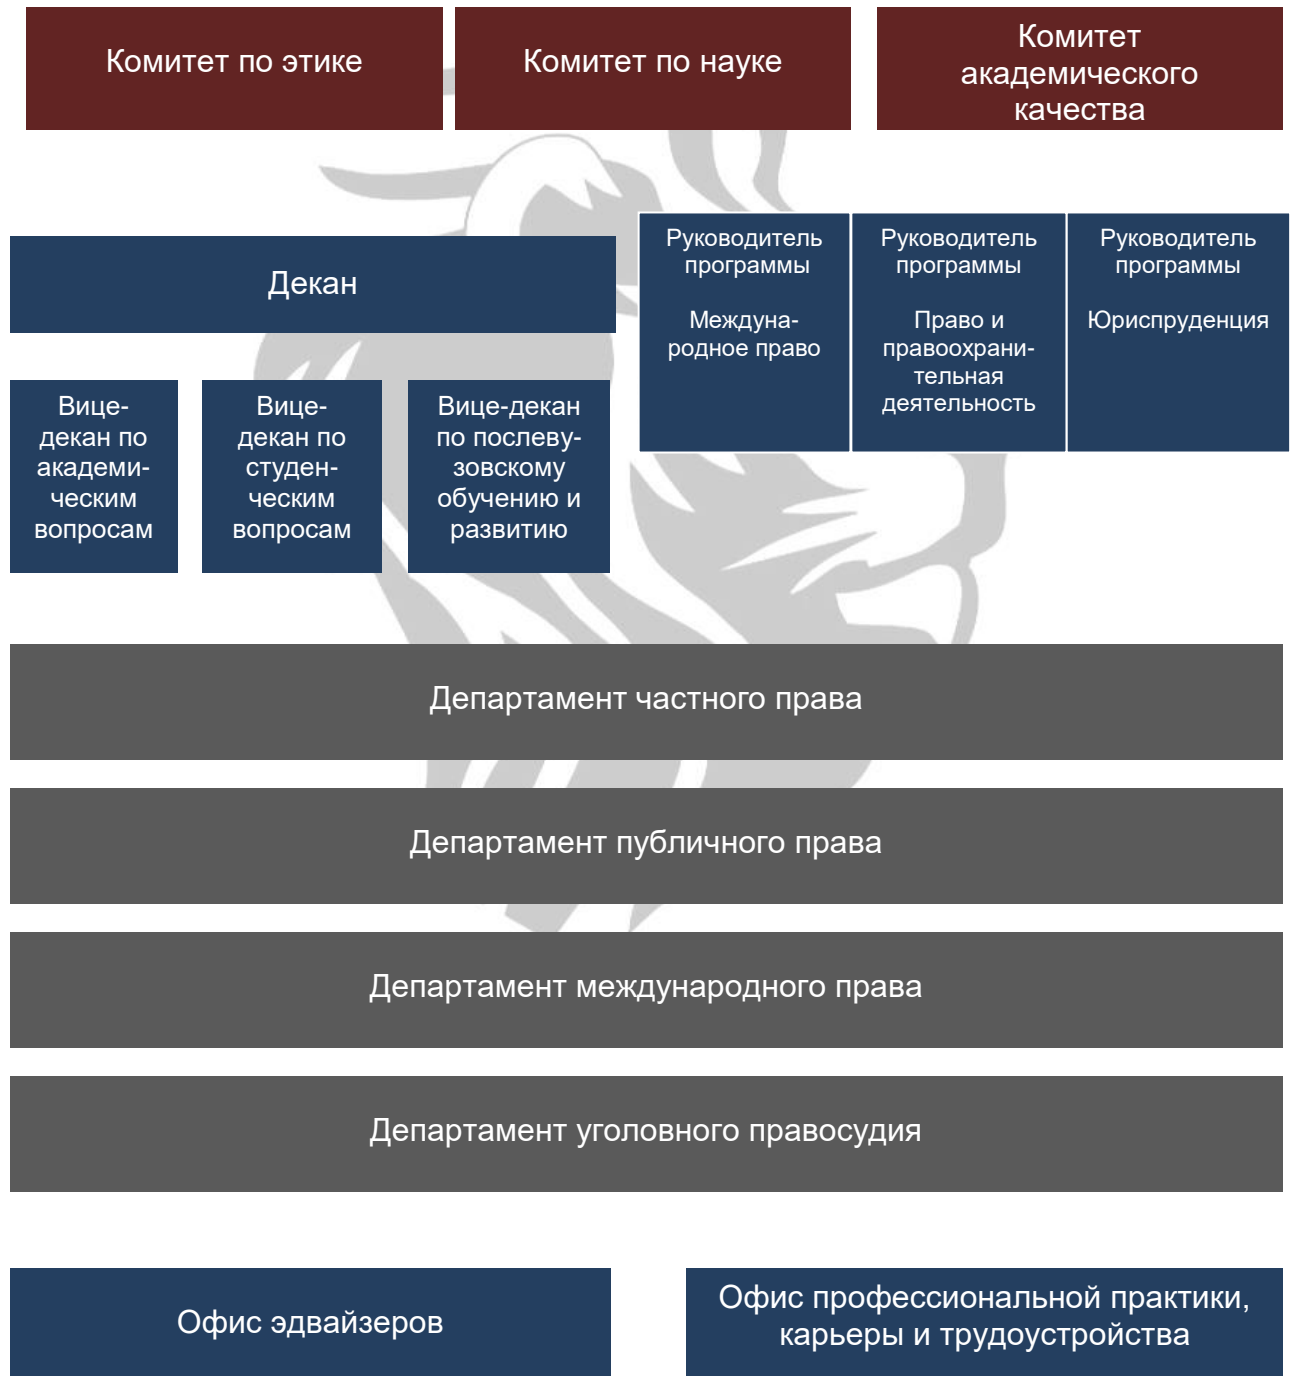 Комитет по этике
Комитет по науке
Комитет
академического
качества
Декан
Руководитель
программы
Междуна-
родное право
Руководитель
программы
Право и
правоохрани-
тельная
деятельность
Руководитель
программы
Юриспруденция
Вице-
декан по
академи-
ческим
вопросам
Вице-
декан по
студен-
ческим
вопросам
Вице-декан
по послеву-
зовскому
обучению и
развитию
Департамент частного права
Департамент публичного права
Департамент международного права
Департамент уголовного правосудия
Офис эдвайзеров
Офис профессиональной практики,
карьеры и трудоустройства